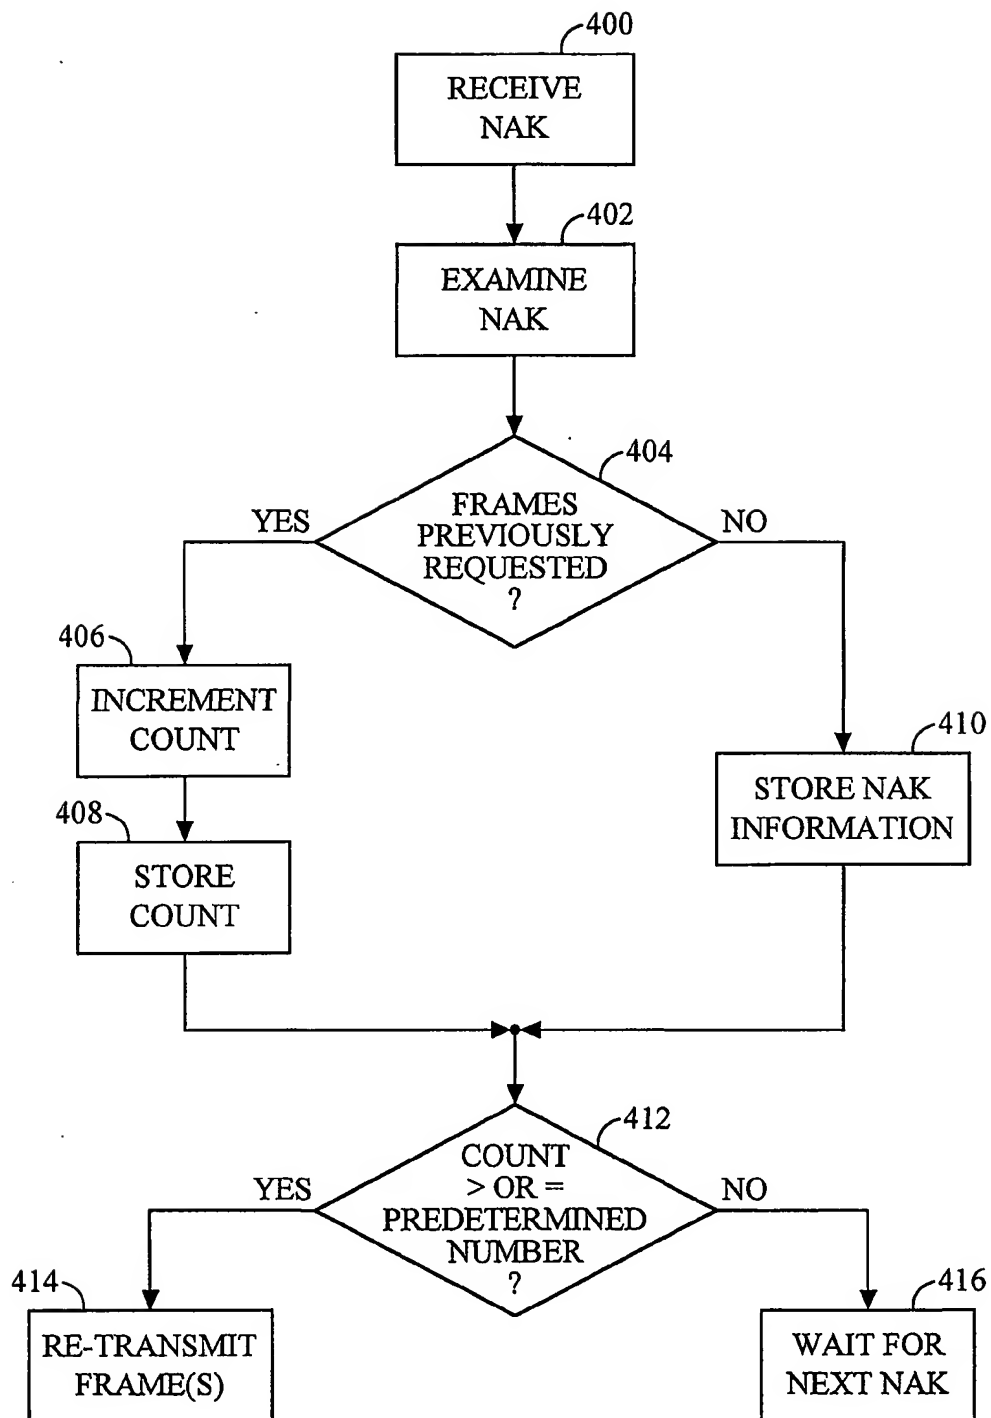 400
RECEIVE
NAK
402
EXAMINE
NAK
404
FRAMES
PREVIOUSLY
REQUESTED
?
YES
NO
406
INCREMENT
COUNT
408
STORE
COUNT
410
STORE NAK
INFORMATION
412
COUNT
> OR =
PREDETERMINED
NUMBER
?
YES
NO
414
RE-TRANSMIT
FRAME(S)
416
WAIT FOR
NEXT NAK